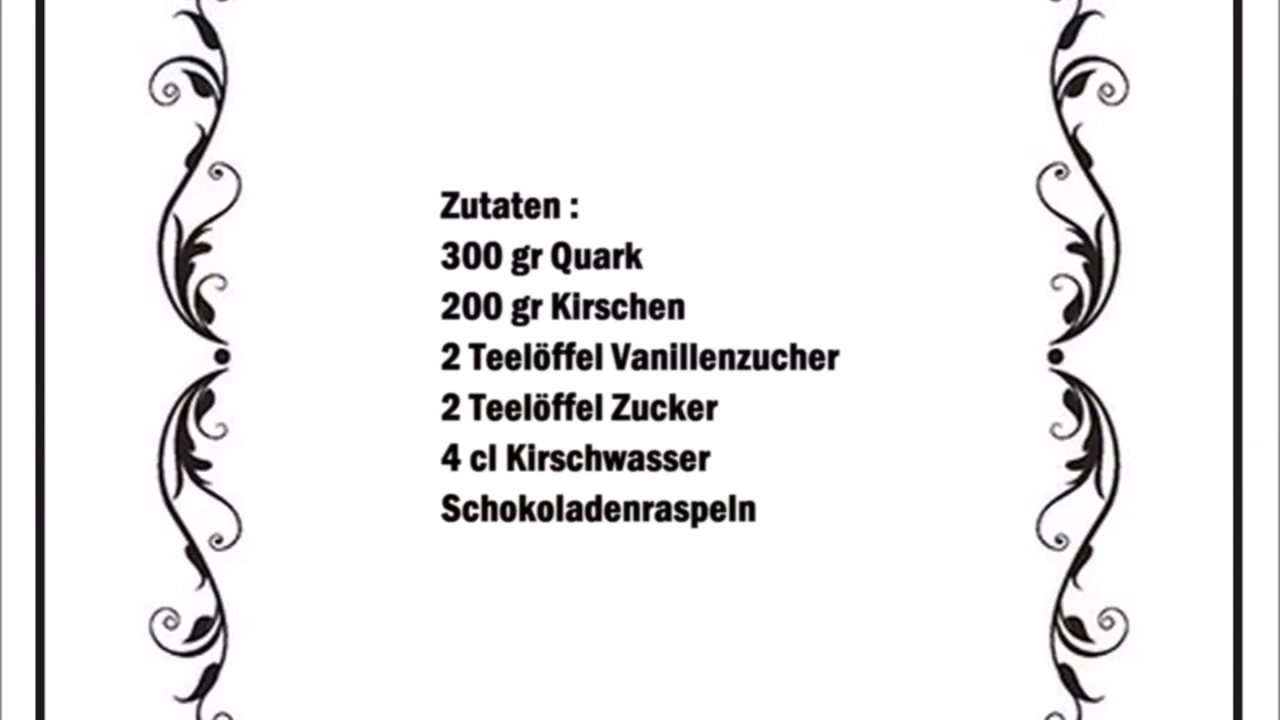 Zutaten :
300 gr Quark
200 gr Kirschen
2 Teelöffel Vanillenzucher
2 Teelöffel Zucker
4 cl Kirschwasser
Schokoladenraspeln